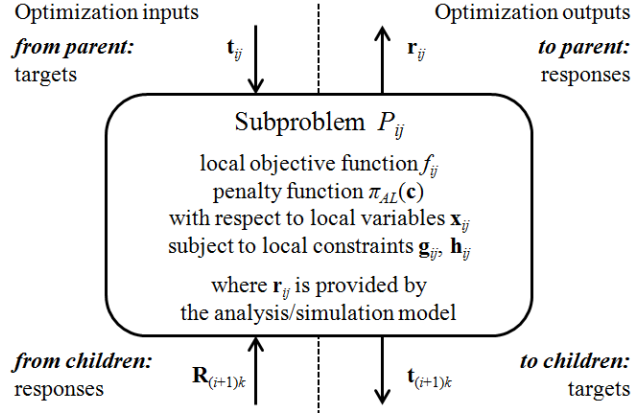 Optimization inputs
Optimization outputs
from parent:
targets
t_ij
r_ij
to parent:
responses
Subproblem P_ij
local objective function f_ij
penalty function π_AL(c)
with respect to local variables x_ij
subject to local constraints g_ij, h_ij
where r_ij is provided by
the analysis/simulation model
from children:
responses
R_(i+1)k
t_(i+1)k
to children:
targets